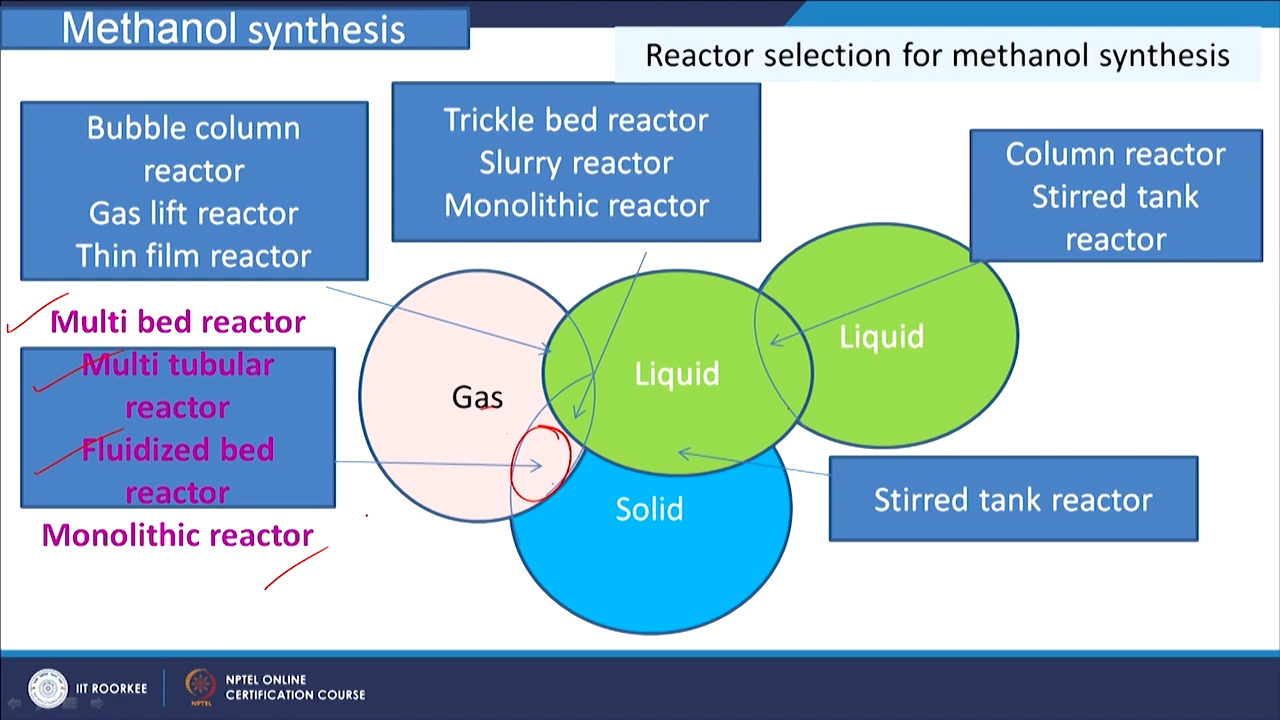 Methanol synthesis
Reactor selection for methanol synthesis
Bubble column
reactor
Gas lift reactor
Thin film reactor
Trickle bed reactor
Slurry reactor
Monolithic reactor
Column reactor
Stirred tank
reactor
Multi bed reactor
Multi tubular
reactor
Fluidized bed
reactor
Monolithic reactor
Gas
Liquid
Liquid
Solid
Stirred tank reactor
IIT ROORKEE
NPTEL ONLINE
CERTIFICATION COURSE
NPTEL